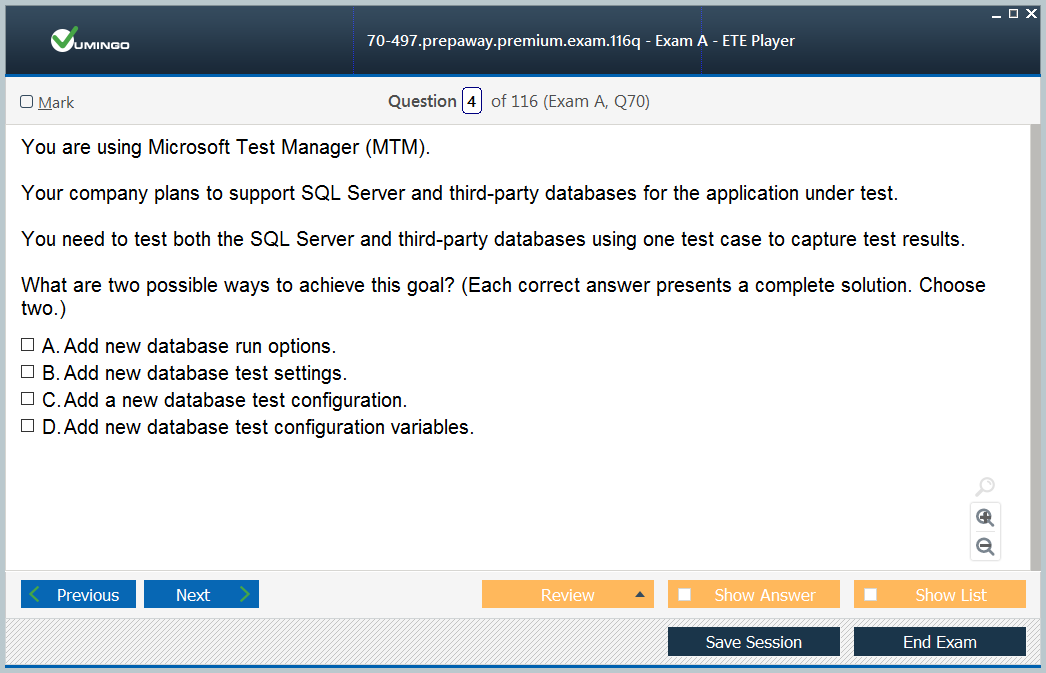 VUMINGO
70-497.prepaway.premium.exam.116q - Exam A - ETE Player
Mark
Question 4 of 116 (Exam A, Q70)
You are using Microsoft Test Manager (MTM).
Your company plans to support SQL Server and third-party databases for the application under test.
You need to test both the SQL Server and third-party databases using one test case to capture test results.
What are two possible ways to achieve this goal? (Each correct answer presents a complete solution. Choose
two.)
A. Add new database run options.
B. Add new database test settings.
C. Add a new database test configuration.
D. Add new database test configuration variables.
Previous Next Review Show Answer Show List
Save Session End Exam